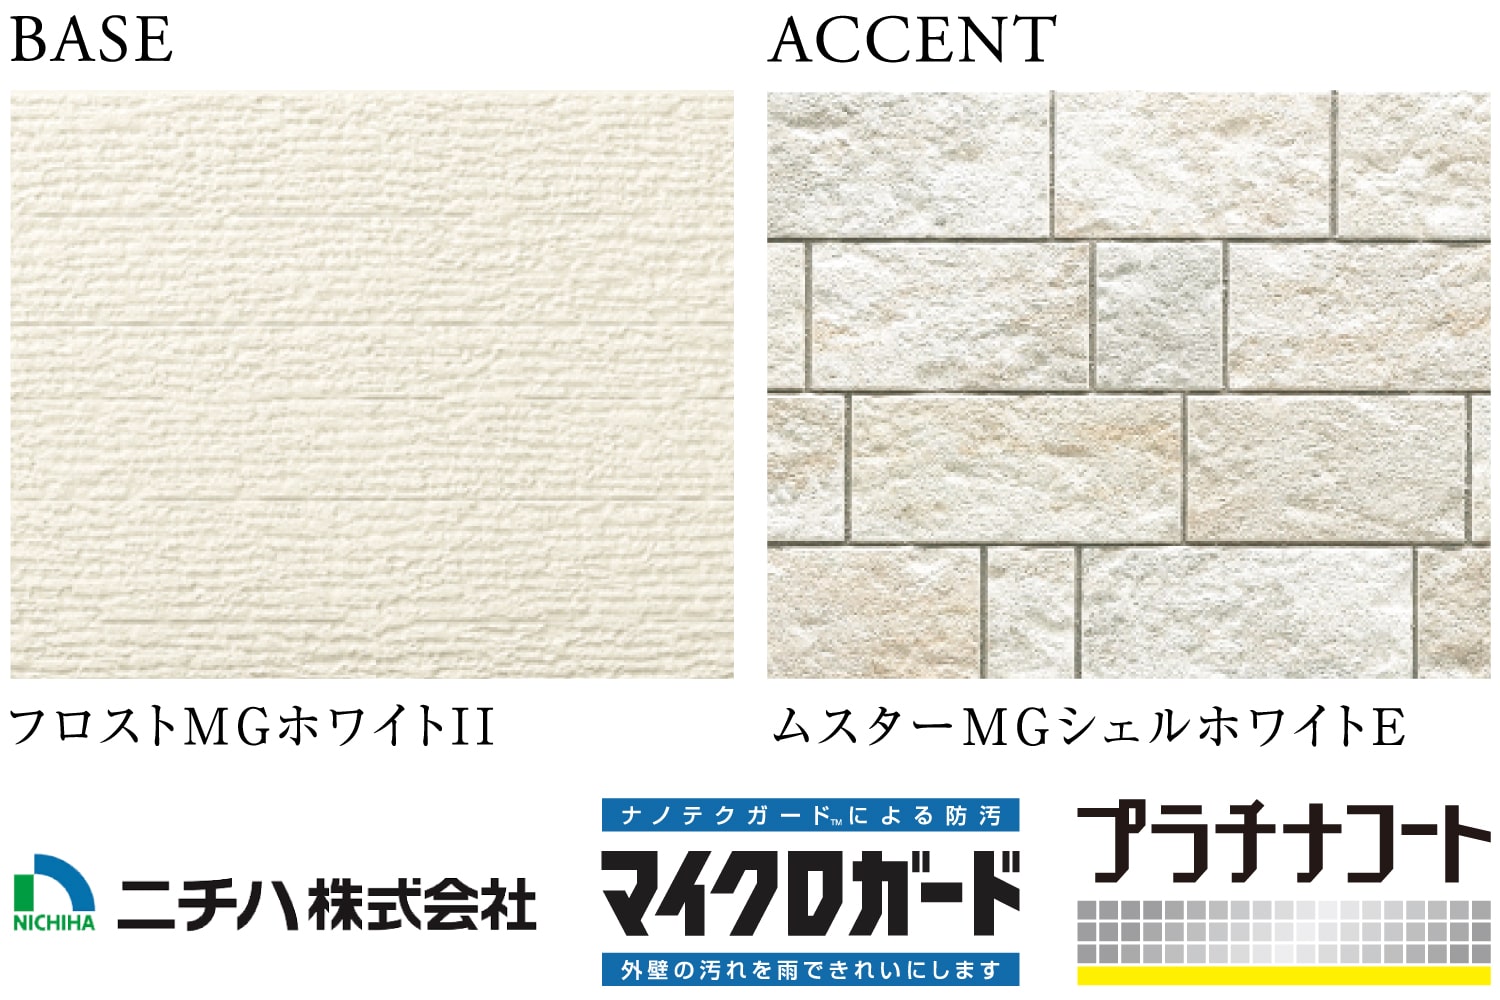 BASE
ACCENT
フロストMGホワイトII
ムスターMGシェルホワイトE
NICHIHA
ニチハ株式会社
ナノテクガード™による防汚
マイクロガード
外壁の汚れを雨できれいにします
プラチナコート